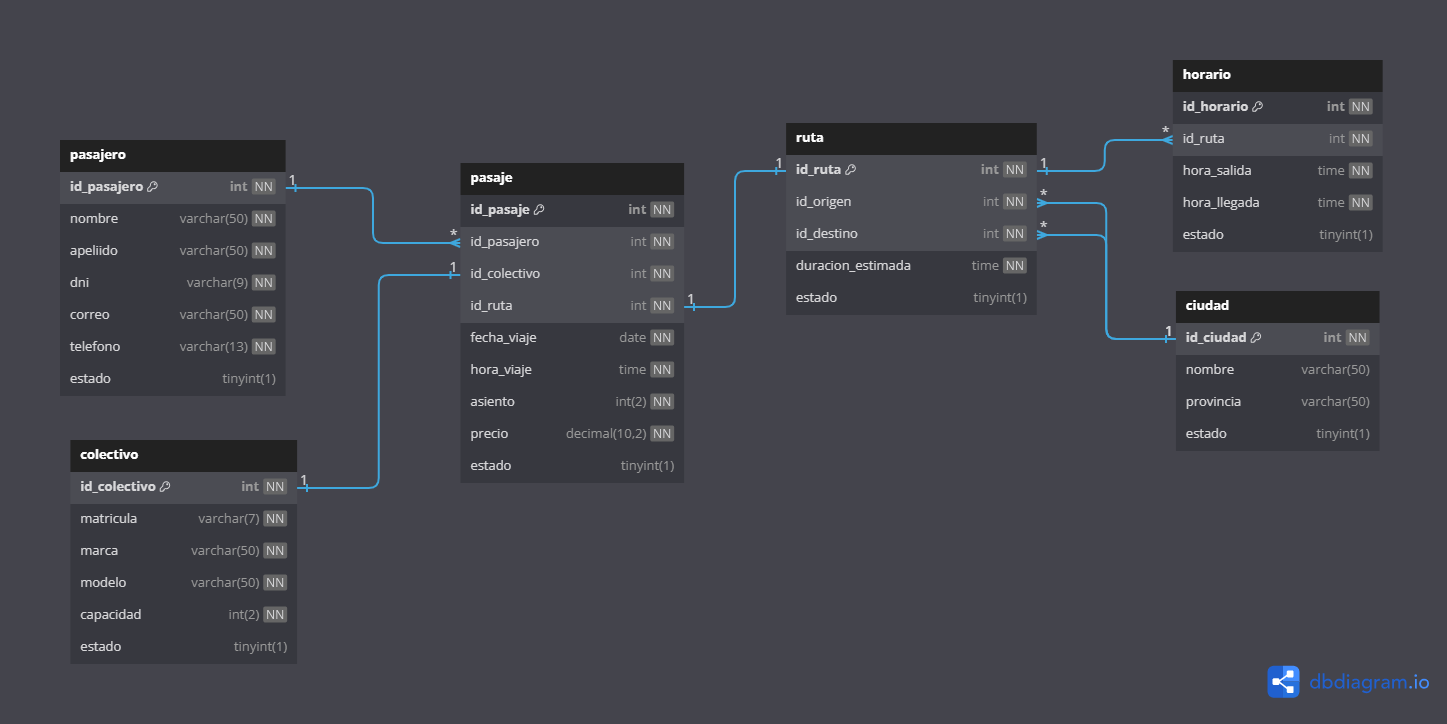 pasajero
id_pasajero int NN
nombre varchar(50) NN
apeliido varchar(50) NN
dni varchar(9) NN
correo varchar(50) NN
telefono varchar(13) NN
estado tinyint(1)
1
*
colectivo
id_colectivo int NN
matricula varchar(7) NN
marca varchar(50) NN
modelo varchar(50) NN
capacidad int(2) NN
estado tinyint(1)
1
1
pasaje
id_pasaje int NN
id_pasajero int NN
id_colectivo int NN
id_ruta int NN
fecha_viaje date NN
hora_viaje time NN
asiento int(2) NN
precio decimal(10,2) NN
estado tinyint(1)
1
1
ruta
id_ruta int NN
id_origen int NN
id_destino int NN
duracion_estimada time NN
estado tinyint(1)
1
*
*
*
1
horario
id_horario int NN
id_ruta int NN
hora_salida time NN
hora_llegada time NN
estado tinyint(1)
ciudad
id_ciudad int NN
nombre varchar(50)
provincia varchar(50)
estado tinyint(1)
dbdiagram.io